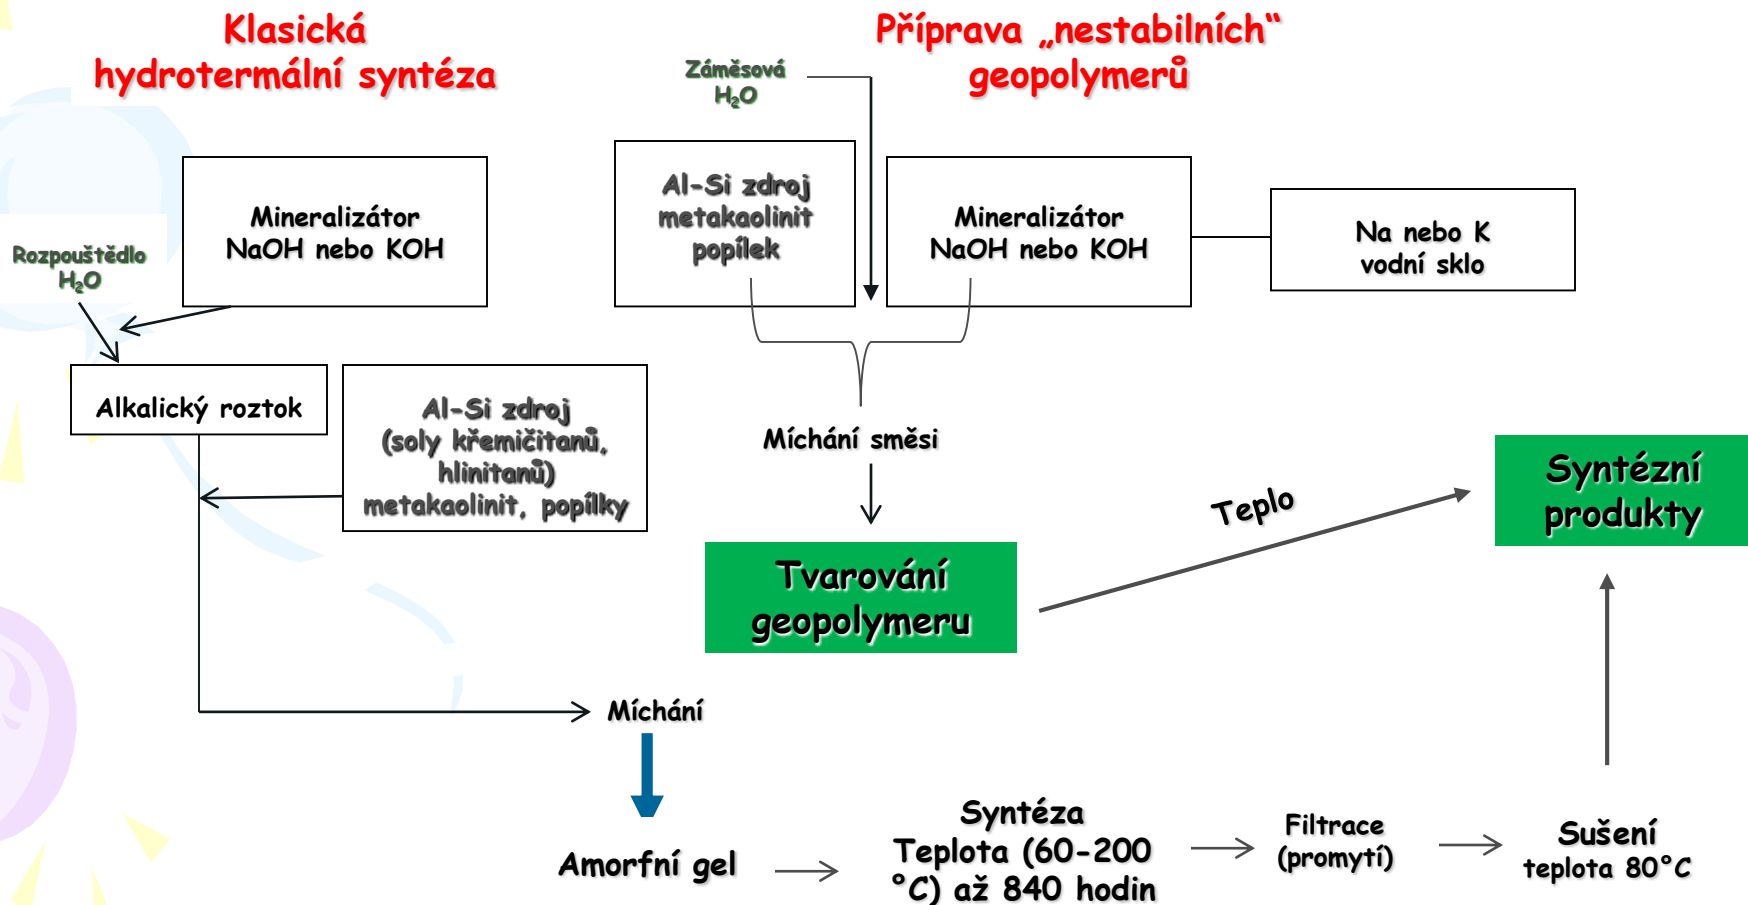 Klasická
hydrotermální syntéza
Příprava „nestabilních“
geopolymerů
Záměsová
H₂O
Mineralizátor
NaOH nebo KOH
Rozpouštědlo
H₂O
Al-Si zdroj
metakaolinit
popílek
Mineralizátor
NaOH nebo KOH
Na nebo K
vodní sklo
Alkalický roztok
Al-Si zdroj
(soly křemičitanů,
hlinitanů)
metakaolinit, popílky
Míchání směsi
Tvarování
geopolymeru
Teplo
Syntézní
produkty
Míchání
Amorfní gel
Syntéza
Teplota (60-200
°C) až 840 hodin
Filtrace
(promytí)
Sušení
teplota 80°C